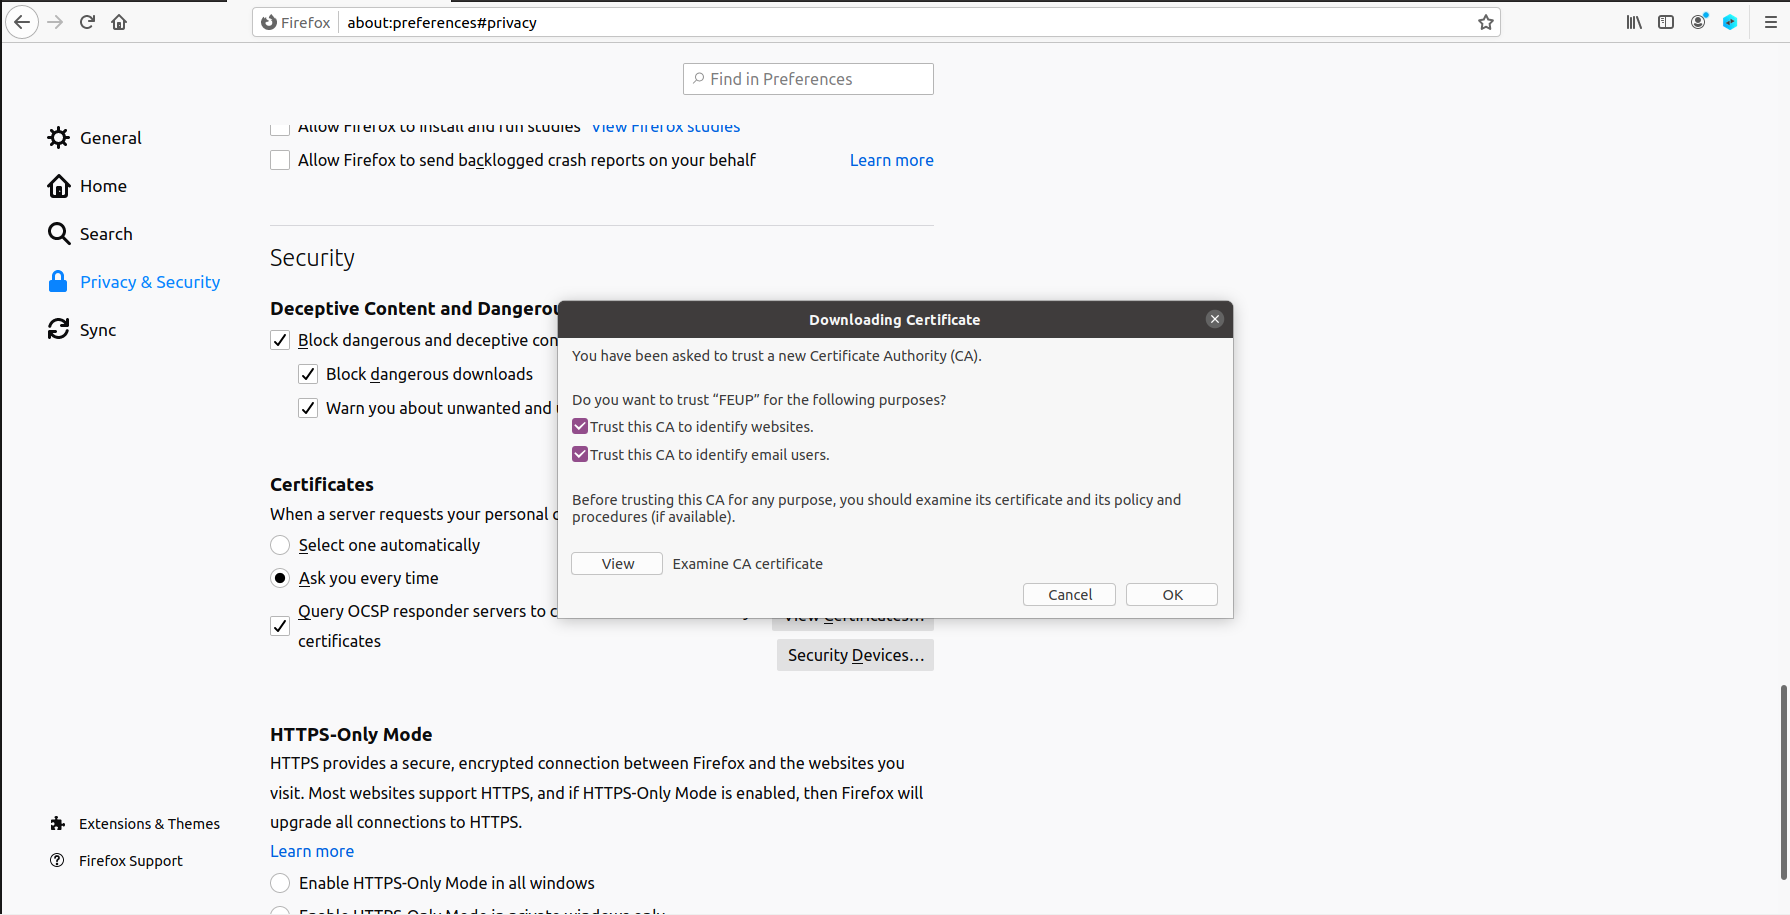 Firefox about:preferences#privacy
Find in Preferences
General
Home
Search
Privacy & Security
Sync
Extensions & Themes
Firefox Support
Allow Firefox to install and run studies View Firefox studies
Allow Firefox to send backlogged crash reports on your behalf Learn more
Security
Deceptive Content and Dangerou
Block dangerous and deceptive con
Block dangerous downloads
Warn you about unwanted and
Certificates
When a server requests your personal
Select one automatically
Ask you every time
Query OCSP responder servers to
certificates
View Certificates…
Security Devices…
HTTPS-Only Mode
HTTPS provides a secure, encrypted connection between Firefox and the websites you
visit. Most websites support HTTPS, and if HTTPS-Only Mode is enabled, then Firefox will
upgrade all connections to HTTPS.
Learn more
Enable HTTPS-Only Mode in all windows
Enable HTTPS-Only Mode in private windows only
Downloading Certificate
You have been asked to trust a new Certificate Authority (CA).
Do you want to trust “FEUP” for the following purposes?
Trust this CA to identify websites.
Trust this CA to identify email users.
Before trusting this CA for any purpose, you should examine its certificate and its policy and
procedures (if available).
View Examine CA certificate
Cancel OK